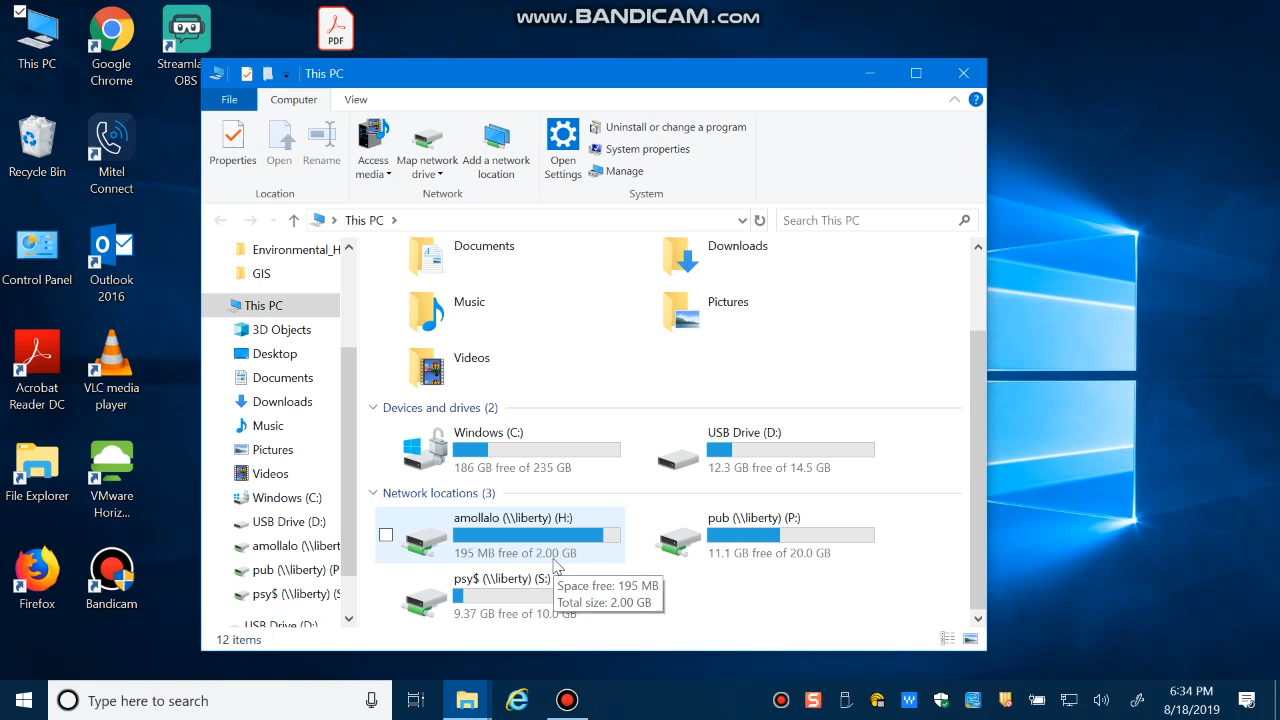 www.BANDICAM.com
This PC
Google
Chrome
OBS
PDF
This PC
File
Computer
View
Properties
Open
Rename
Access
media
Map network
drive
Add a network
location
Open
Settings
Uninstall or change a program
System properties
Manage
Location
Network
System
Recycle Bin
Mitel
Connect
This PC
Search This PC
Environmental_H
GIS
This PC
3D Objects
Desktop
Documents
Downloads
Music
Pictures
Videos
Windows (C:)
USB Drive (D:)
amollalo (\\libert
pub (\\liberty) (P
psy$ (\\liberty) (S
USB Drive (D:)
Documents
Downloads
Music
Pictures
Videos
Devices and drives (2)
Windows (C:)
186 GB free of 235 GB
USB Drive (D:)
12.3 GB free of 14.5 GB
Network locations (3)
amollalo (\\liberty) (H:)
195 MB free of 2.00 GB
pub (\\liberty) (P:)
11.1 GB free of 20.0 GB
psy$ (\\liberty) (S:)
9.37 GB free of 10.0 GB
Space free: 195 MB
Total size: 2.00 GB
12 items
Control Panel
Outlook
2016
Acrobat
Reader DC
VLC media
player
File Explorer
VMware
Horiz...
Firefox
Bandicam
Type here to search
6:34 PM
8/18/2019